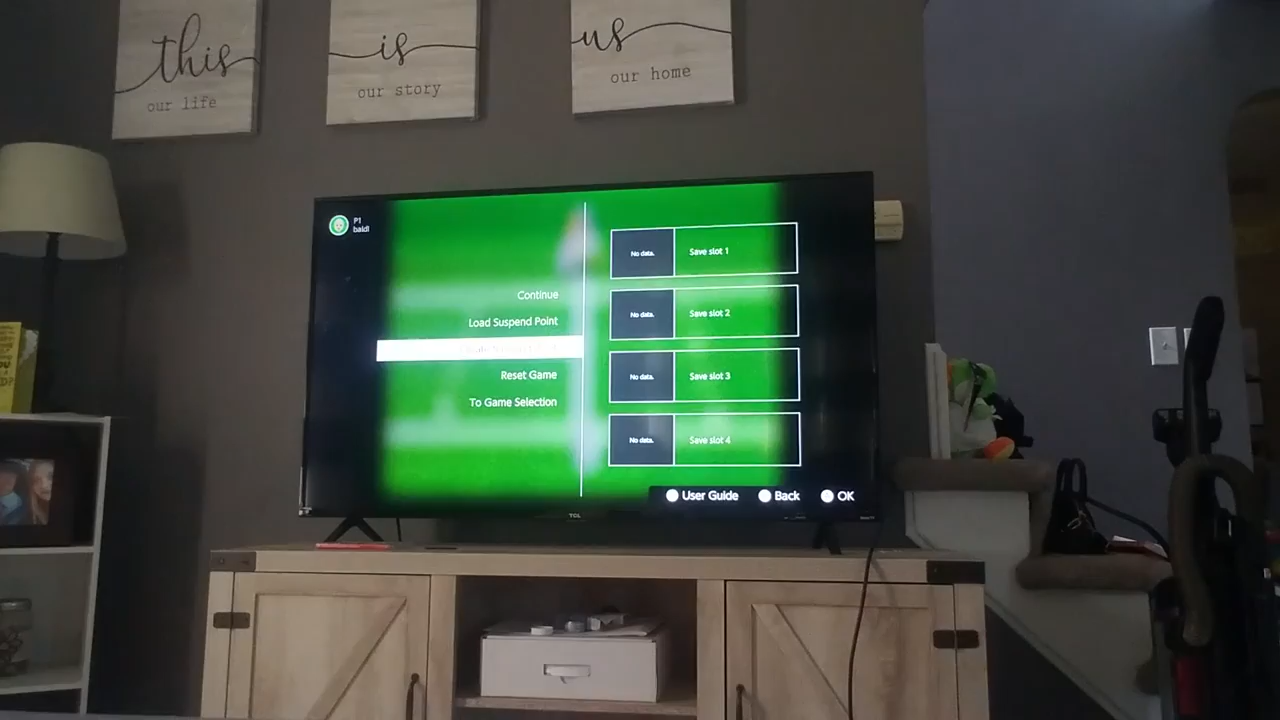 this
our life
is
our story
us
our home
P1
baldi
Continue
Load Suspend Point
Reset Game
To Game Selection
No data.
Save slot 1
No data.
Save slot 2
No data.
Save slot 3
No data.
Save slot 4
User Guide
Back
OK
TCL